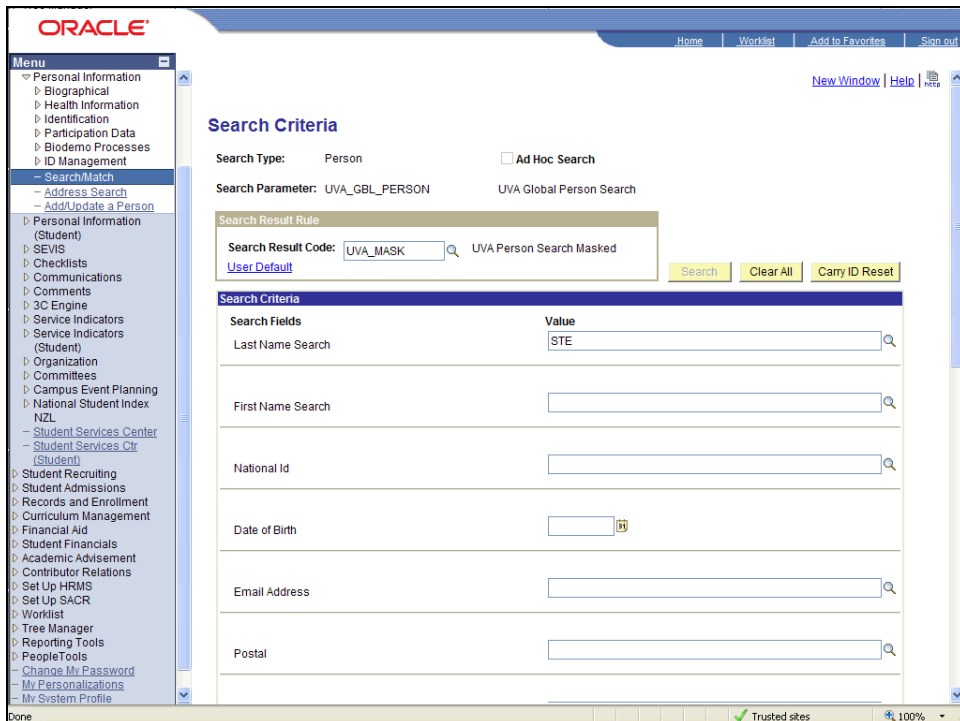 ORACLE
Home Worklist Add to Favorites Sign out
Menu
Personal Information
Biographical
Health Information
Identification
Participation Data
Biodemo Processes
ID Management
– Search/Match
– Address Search
– Add/Update a Person
Personal Information
(Student)
SEVIS
Checklists
Communications
Comments
3C Engine
Service Indicators
Service Indicators
(Student)
Organization
Committees
Campus Event Planning
National Student Index
NZL
– Student Services Center
– Student Services Ctr
(Student)
Student Recruiting
Student Admissions
Records and Enrollment
Curriculum Management
Financial Aid
Student Financials
Academic Advisement
Contributor Relations
Set Up HRMS
Set Up SACR
Worklist
Tree Manager
Reporting Tools
PeopleTools
– Change My Password
– My Personalizations
– My System Profile
New Window | Help | http
Search Criteria
Search Type: Person Ad Hoc Search
Search Parameter: UVA_GBL_PERSON UVA Global Person Search
Search Result Rule
Search Result Code: UVA_MASK UVA Person Search Masked
User Default
Search Clear All Carry ID Reset
Search Criteria
Search Fields Value
Last Name Search STE
First Name Search
National Id
Date of Birth 31
Email Address
Postal
Done Trusted sites 100%